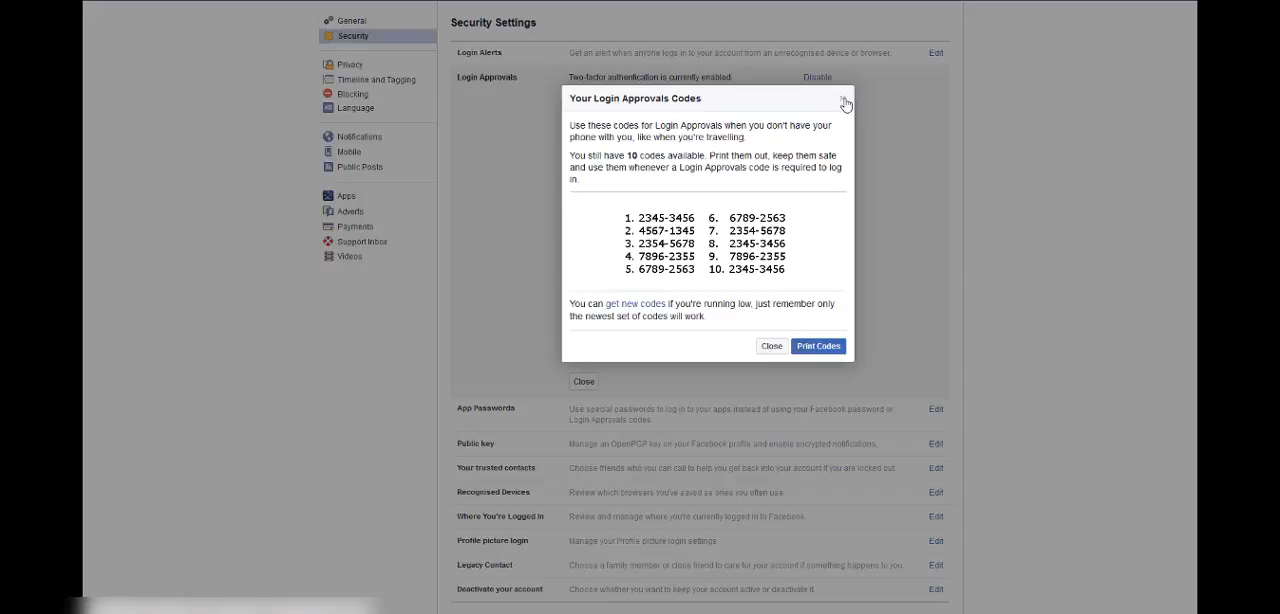 General
Security
Privacy
Timeline and Tagging
Blocking
Language
Notifications
Mobile
Public Posts
Apps
Adverts
Payments
Support Inbox
Videos
Security Settings
Login Alerts Get an alert when anyone logs in to your account from an unrecognised device or browser. Edit
Login Approvals Two-factor authentication is currently enabled. Disable
Your Login Approvals Codes
Use these codes for Login Approvals when you don't have your
phone with you, like when you're travelling.
You still have 10 codes available. Print them out, keep them safe
and use them whenever a Login Approvals code is required to log
in.
1. 2345-3456 6. 6789-2563
2. 4567-1345 7. 2354-5678
3. 2354-5678 8. 2345-3456
4. 7896-2355 9. 7896-2355
5. 6789-2563 10. 2345-3456
You can get new codes if you're running low, just remember only
the newest set of codes will work.
Close Print Codes
Close
App Passwords Use special passwords to log in to your apps instead of using your Facebook password or Edit
Login Approvals codes.
Public key Manage an OpenPGP key on your Facebook profile and enable encrypted notifications. Edit
Your trusted contacts Choose friends who you can call to help you get back into your account if you are locked out. Edit
Recognised Devices Review which browsers you've saved as ones you often use. Edit
Where You're Logged In Review and manage where you're currently logged in to Facebook. Edit
Profile picture login Manage your Profile picture login settings Edit
Legacy Contact Choose a family member or close friend to care for your account if something happens to you. Edit
Deactivate your account Choose whether you want to keep your account active or deactivate it. Edit